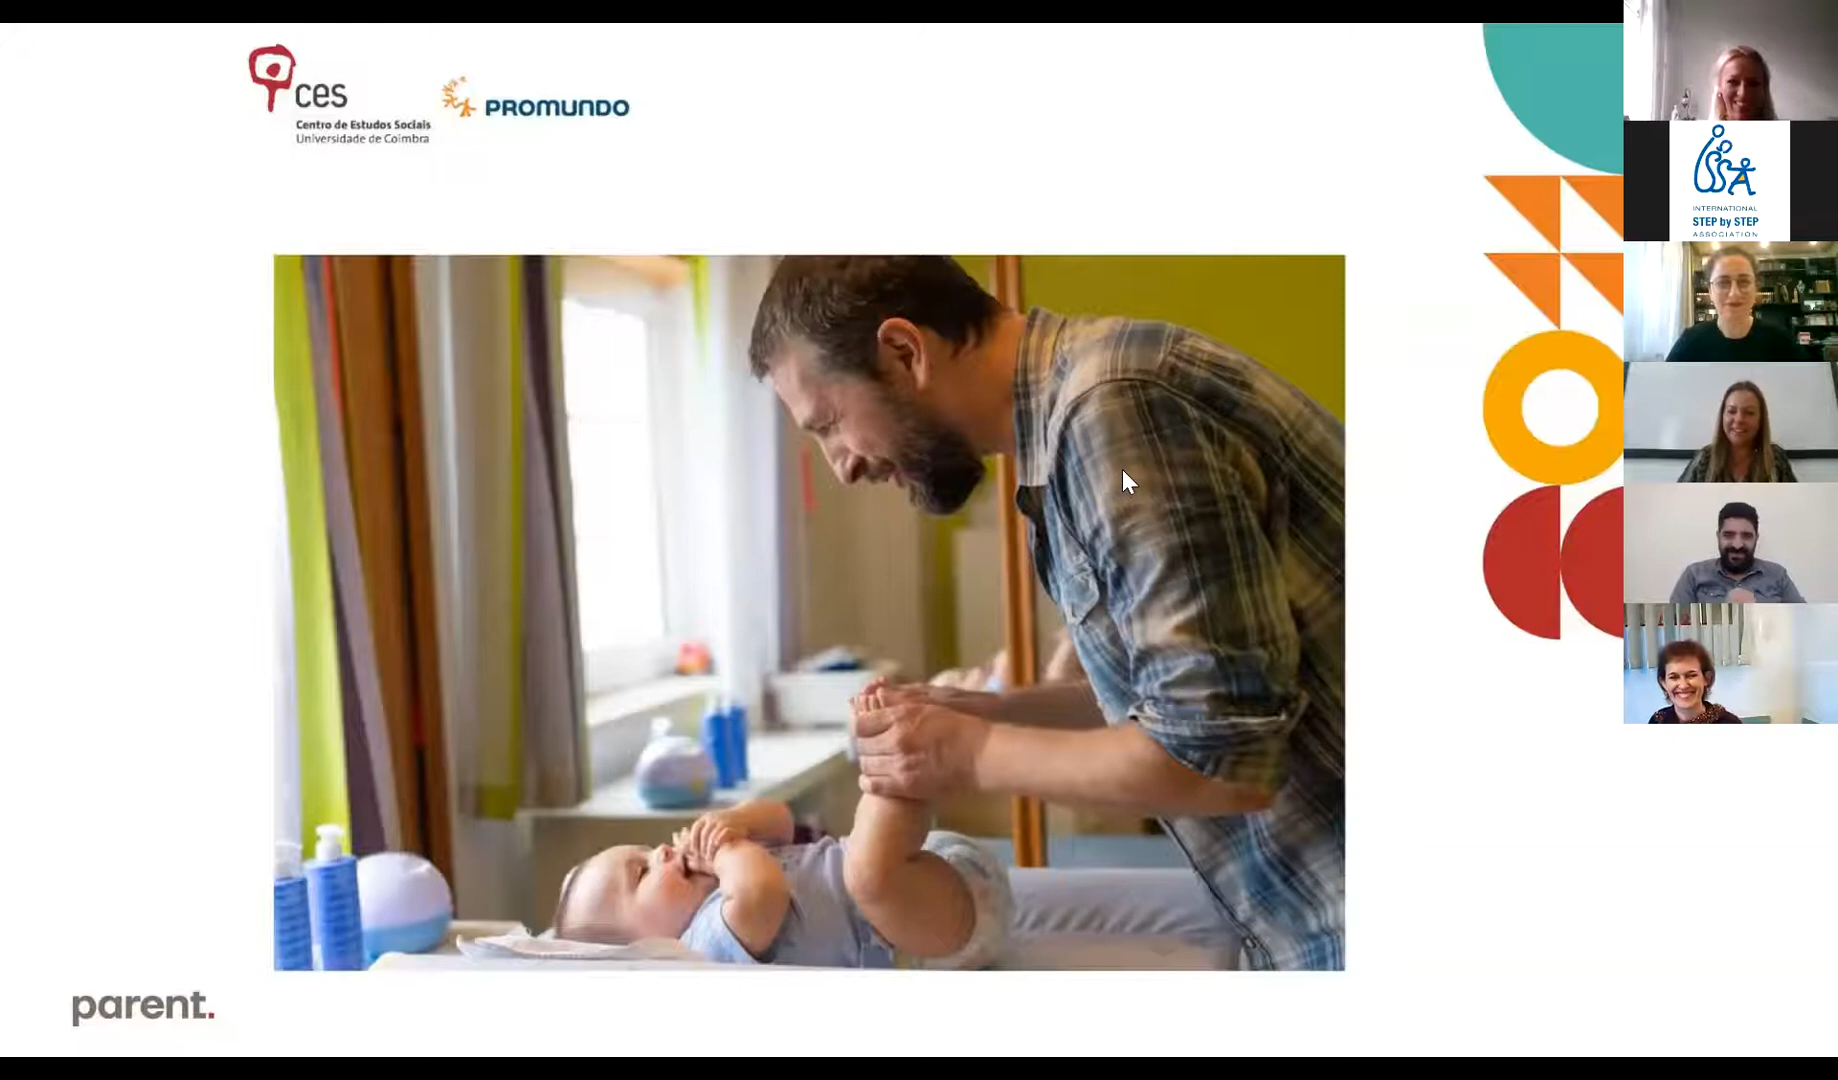 ces
Centro de Estudos Sociais
Universidade de Coimbra
PROMUNDO
INTERNATIONAL
STEP by STEP
ASSOCIATION
parent.